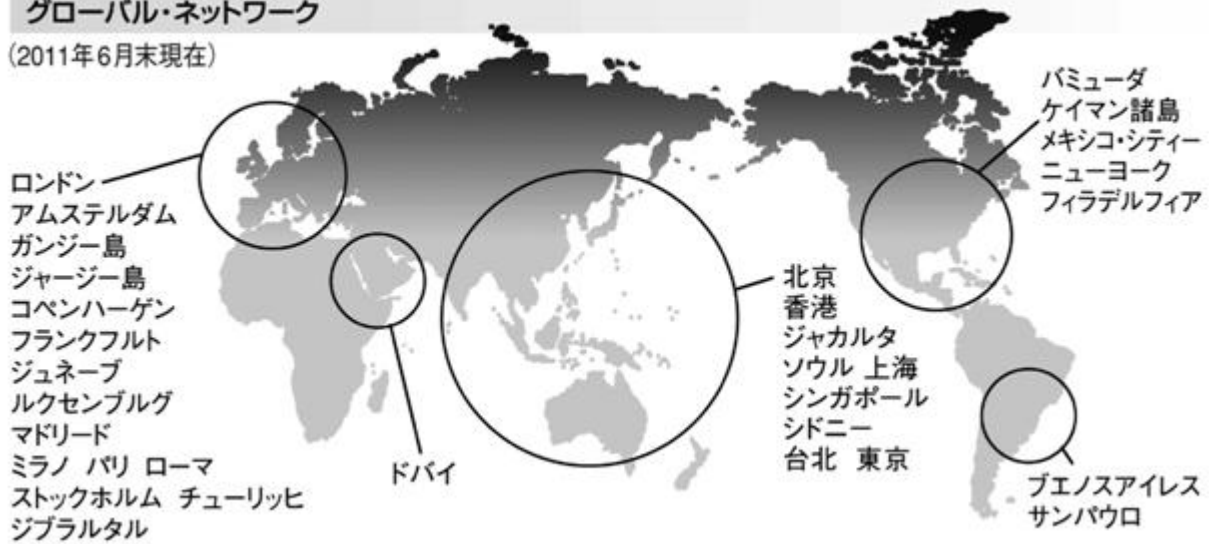 グローバル・ネットワーク
(2011年6月末現在)
ロンドン
アムステルダム
ガンジー島
ジャージー島
コペンハーゲン
フランクフルト
ジュネーブ
ルクセンブルグ
マドリード
ミラノ パリ ローマ
ストックホルム チューリッヒ
ジブラルタル
ドバイ
北京
香港
ジャカルタ
ソウル 上海
シンガポール
シドニー
台北 東京
バミューダ
ケイマン諸島
メキシコ・シティー
ニューヨーク
フィラデルフィア
ブエノスアイレス
サンパウロ